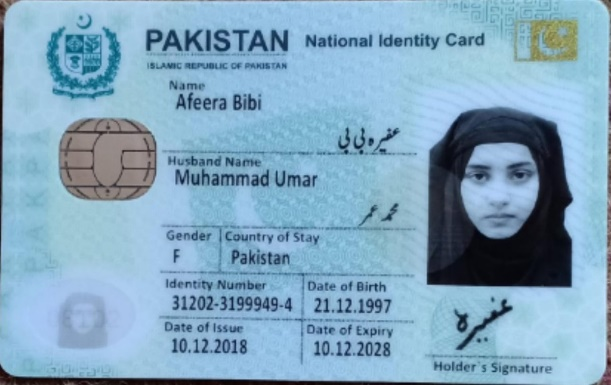 PAKISTAN National Identity Card
ISLAMIC REPUBLIC OF PAKISTAN
Name
Afeera Bibi
عفیرہ بی بی
Husband Name
Muhammad Umar
محمد عمر
Gender Country of Stay
F Pakistan
Identity Number Date of Birth
31202-3199949-4 21.12.1997
Date of Issue Date of Expiry
10.12.2018 10.12.2028
عفیرہ
Holder's Signature